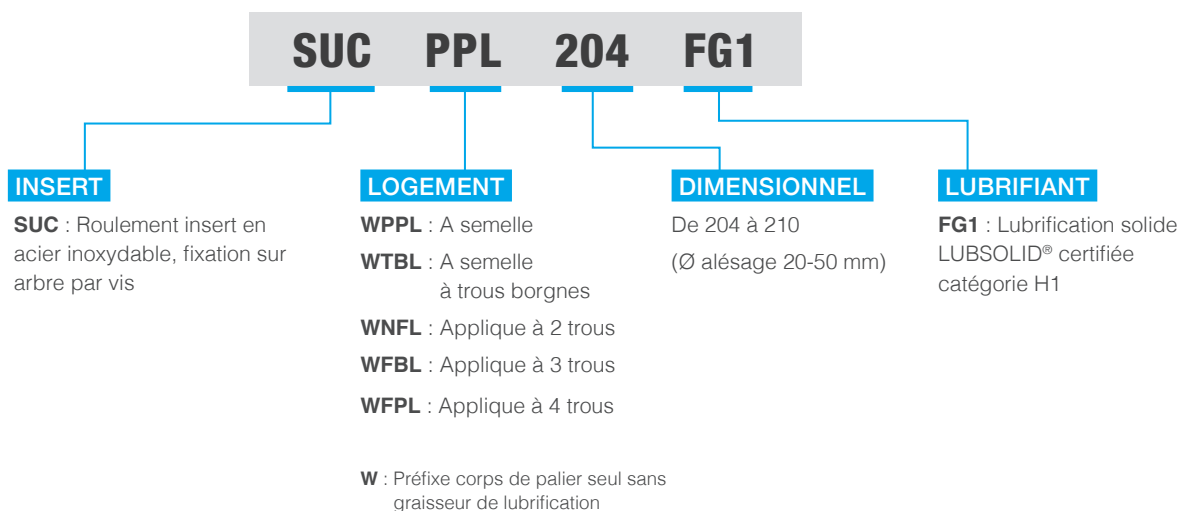 SUC PPL 204 FG1
INSERT
SUC : Roulement insert en
acier inoxydable, fixation sur
arbre par vis
LOGEMENT
WPPL : A semelle
WTBL : A semelle
à trous borgnes
WNFL : Applique à 2 trous
WFBL : Applique à 3 trous
WFPL : Applique à 4 trous
W : Préfixe corps de palier seul sans
graisseur de lubrification
DIMENSIONNEL
De 204 à 210
(Ø alésage 20-50 mm)
LUBRIFIANT
FG1 : Lubrification solide
LUBSOLID® certifiée
catégorie H1